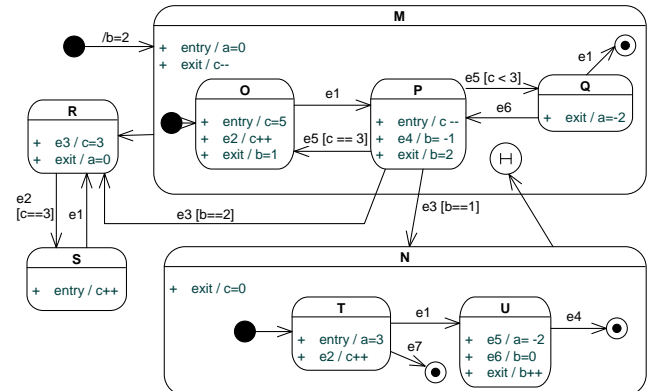 M
/b=2
+ entry / a=0
+ exit / c--
e1
O
+ entry / c=5
+ e2 / c++
+ exit / b=1
e1
P
+ entry / c --
+ e4 / b= -1
+ exit / b=2
e5 [c < 3]
e6
e5 [c == 3]
Q
+ exit / a=-2
H
R
+ e3 / c=3
+ exit / a=0
e2
[c==3]
e1
e3 [b==2]
e3 [b==1]
S
+ entry / c++
N
+ exit / c=0
T
+ entry / a=3
+ e2 / c++
e1
e7
U
+ e5 / a= -2
+ e6 / b=0
+ exit / b++
e4